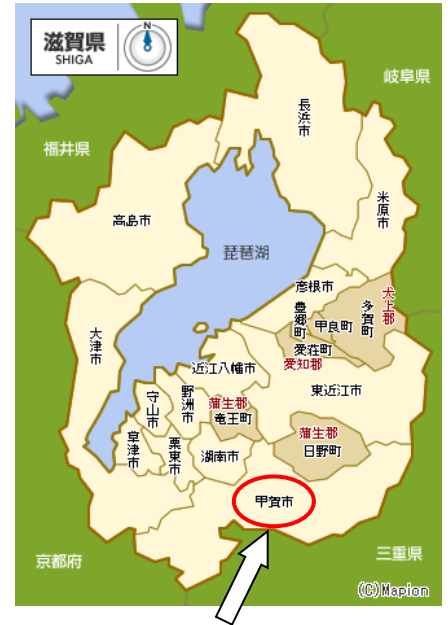 滋賀県
SHIGA
N
岐阜県
福井県
長浜市
米原市
高島市
琵琶湖
彦根市
犬上郡
多賀町
豊郷町
甲良町
愛荘町
愛知郡
大津市
近江八幡市
東近江市
野洲市
守山市
蒲生郡
竜王町
草津市
栗東市
湖南市
蒲生郡
日野町
甲賀市
京都府
三重県
(C)Mapion